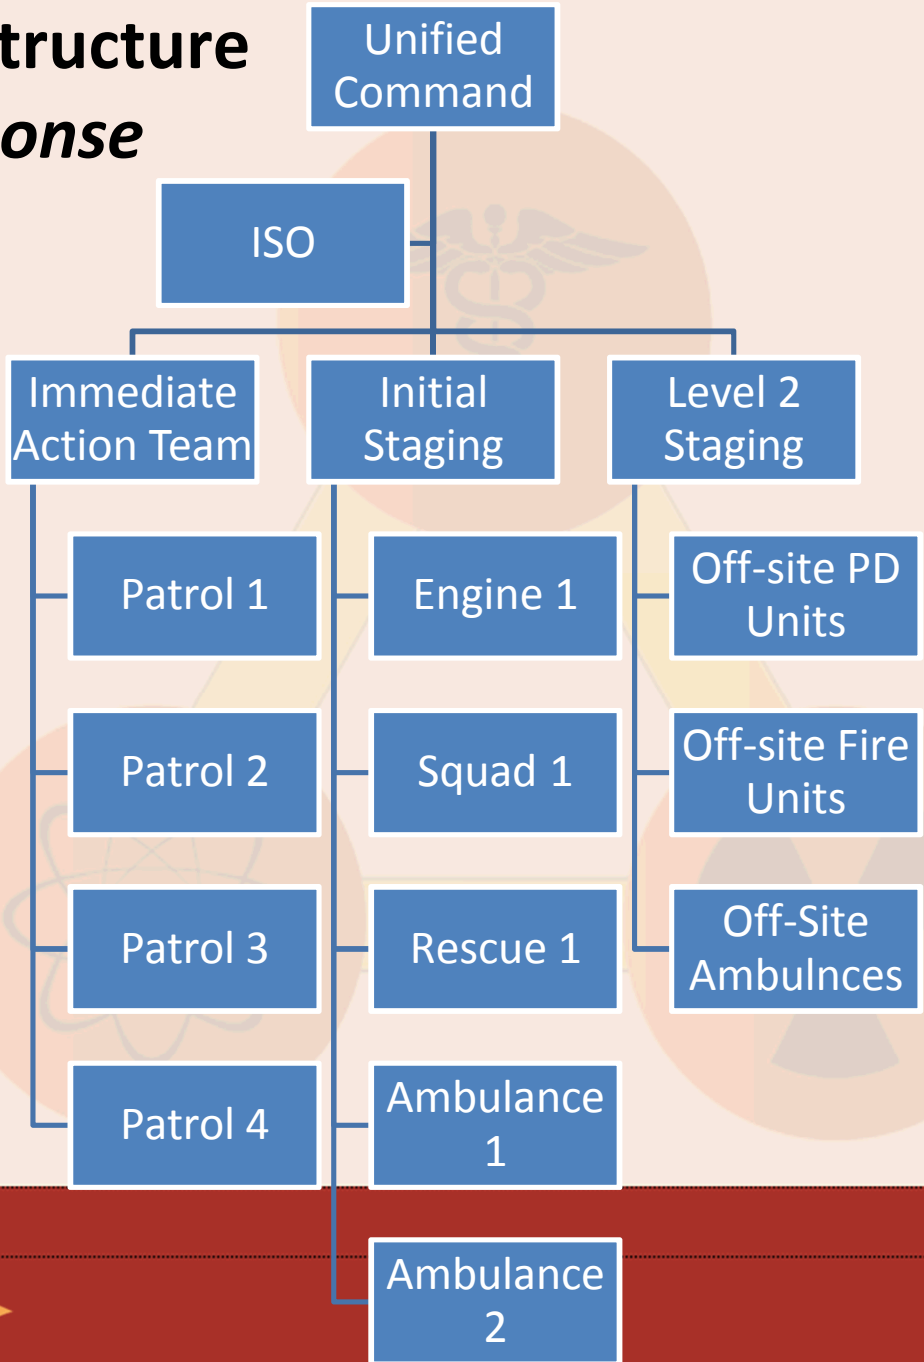 tructure
onse
Unified
Command
ISO
Immediate
Action Team
Initial
Staging
Level 2
Staging
Patrol 1
Patrol 2
Patrol 3
Patrol 4
Engine 1
Squad 1
Rescue 1
Ambulance
1
Ambulance
2
Off-site PD
Units
Off-site Fire
Units
Off-Site
Ambulnces